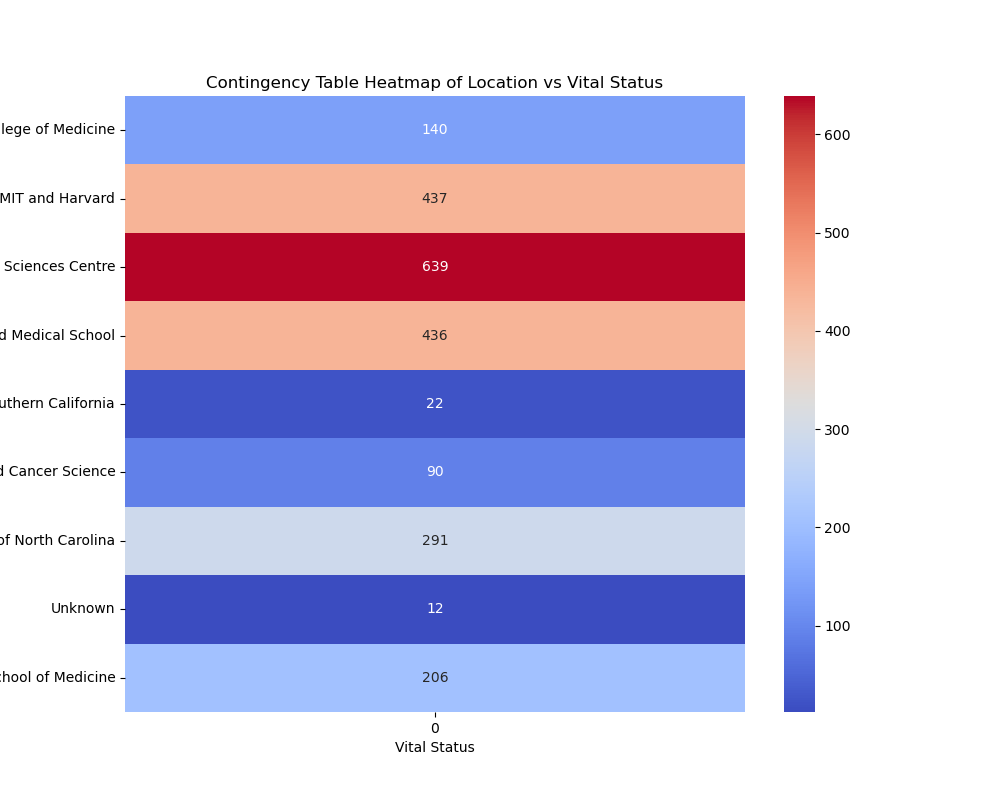 Contingency Table Heatmap of Location vs Vital Status
lege of Medicine 140
MIT and Harvard 437
Sciences Centre 639
d Medical School 436
uthern California 22
d Cancer Science 90
of North Carolina 291
Unknown 12
chool of Medicine 206
0
Vital Status
600
500
400
300
200
100